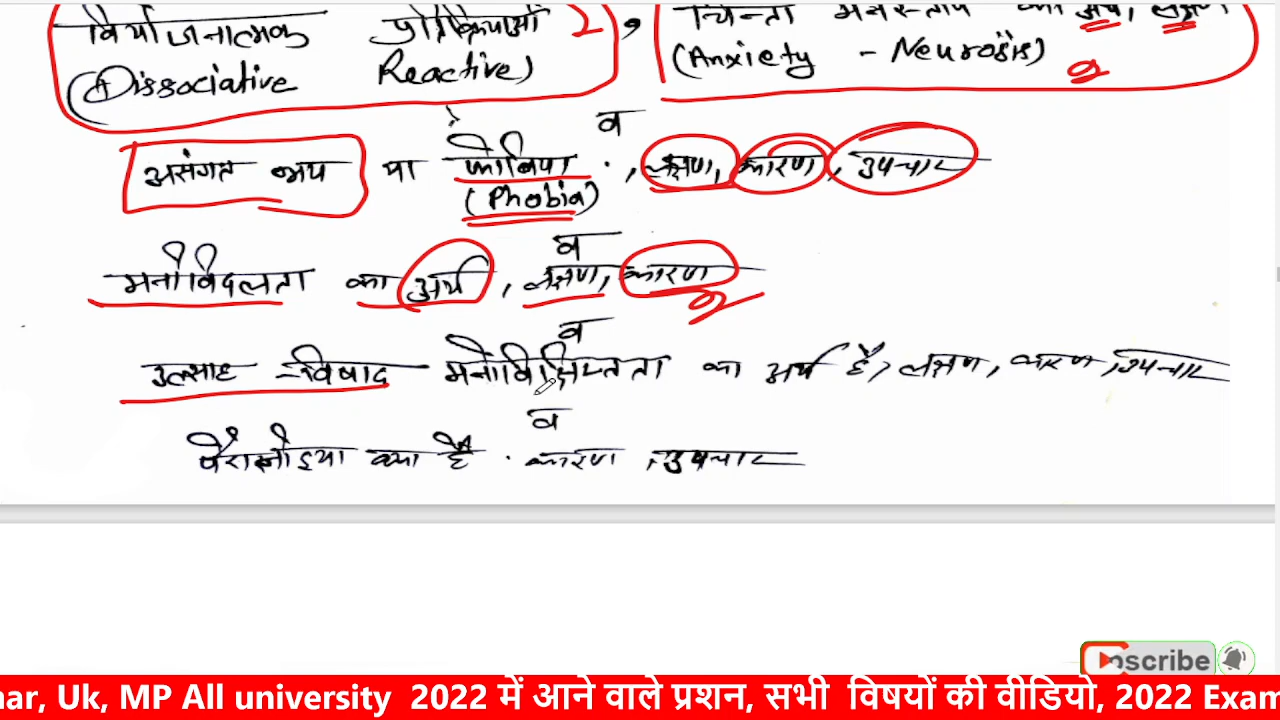 वियोजनात्मक प्रतिक्रियाओं , चिन्ता मनस्ताप का अर्थ, लक्षण
(Dissociative Reactive) (Anxiety - Neurosis)
व
असंगत भय या फोबिया . , लक्षण, कारण, उपचार
(Phobia)
व
मनोविदलता का अर्थ , लक्षण, कारण
व
उत्साह - विषाद मनोविक्षिप्तता का अर्थ है, लक्षण, कारण, उपचार
व
पैरानोइया क्या है . कारण , उपचार
bscribe
nar, Uk, MP All university 2022 में आने वाले प्रशन, सभी विषयों की वीडियो, 2022 Exam